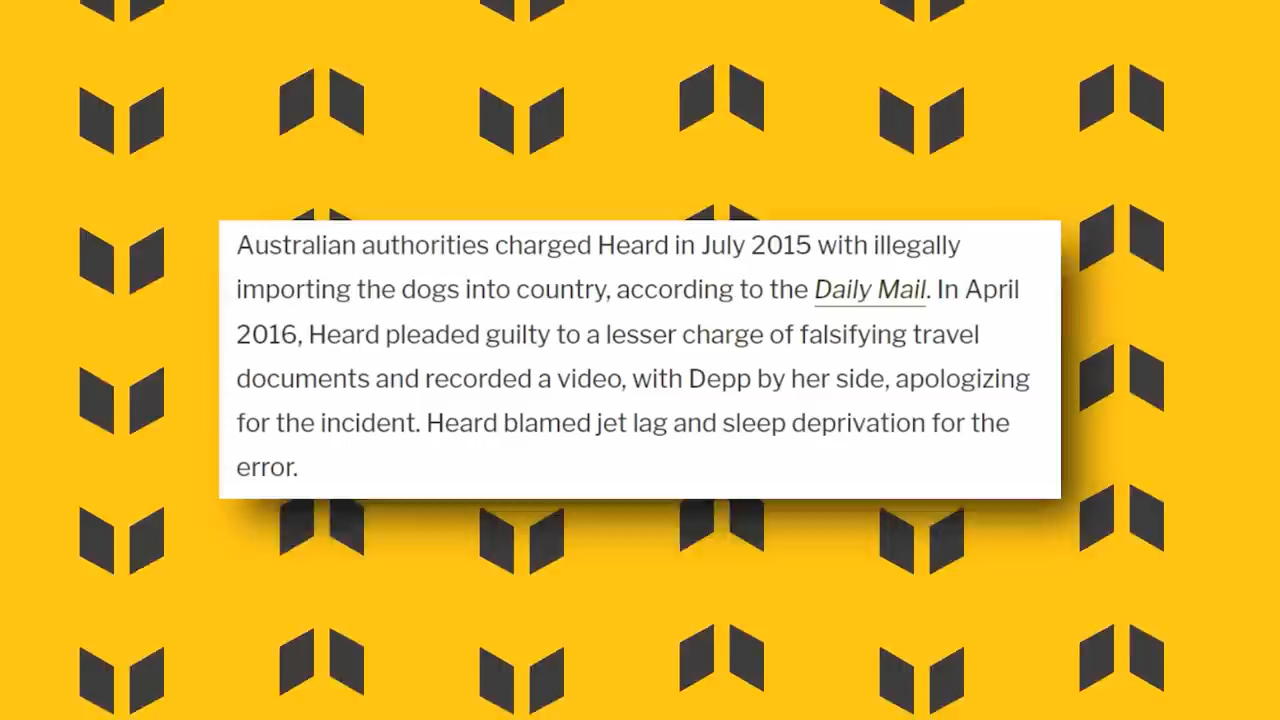 Australian authorities charged Heard in July 2015 with illegally
importing the dogs into country, according to the Daily Mail. In April
2016, Heard pleaded guilty to a lesser charge of falsifying travel
documents and recorded a video, with Depp by her side, apologizing
for the incident. Heard blamed jet lag and sleep deprivation for the
error.